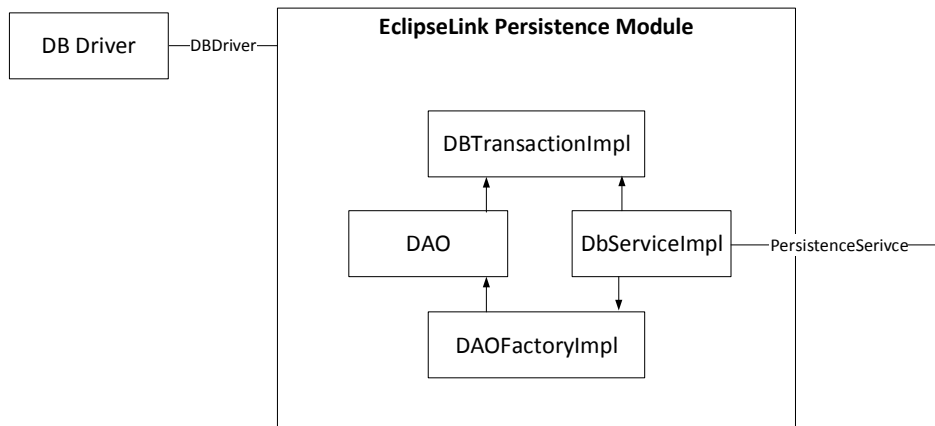 EclipseLink Persistence Module
DB Driver
DBDriver
DBTransactionImpl
DAO
DbServiceImpl
PersistenceSerivce
DAOFactoryImpl